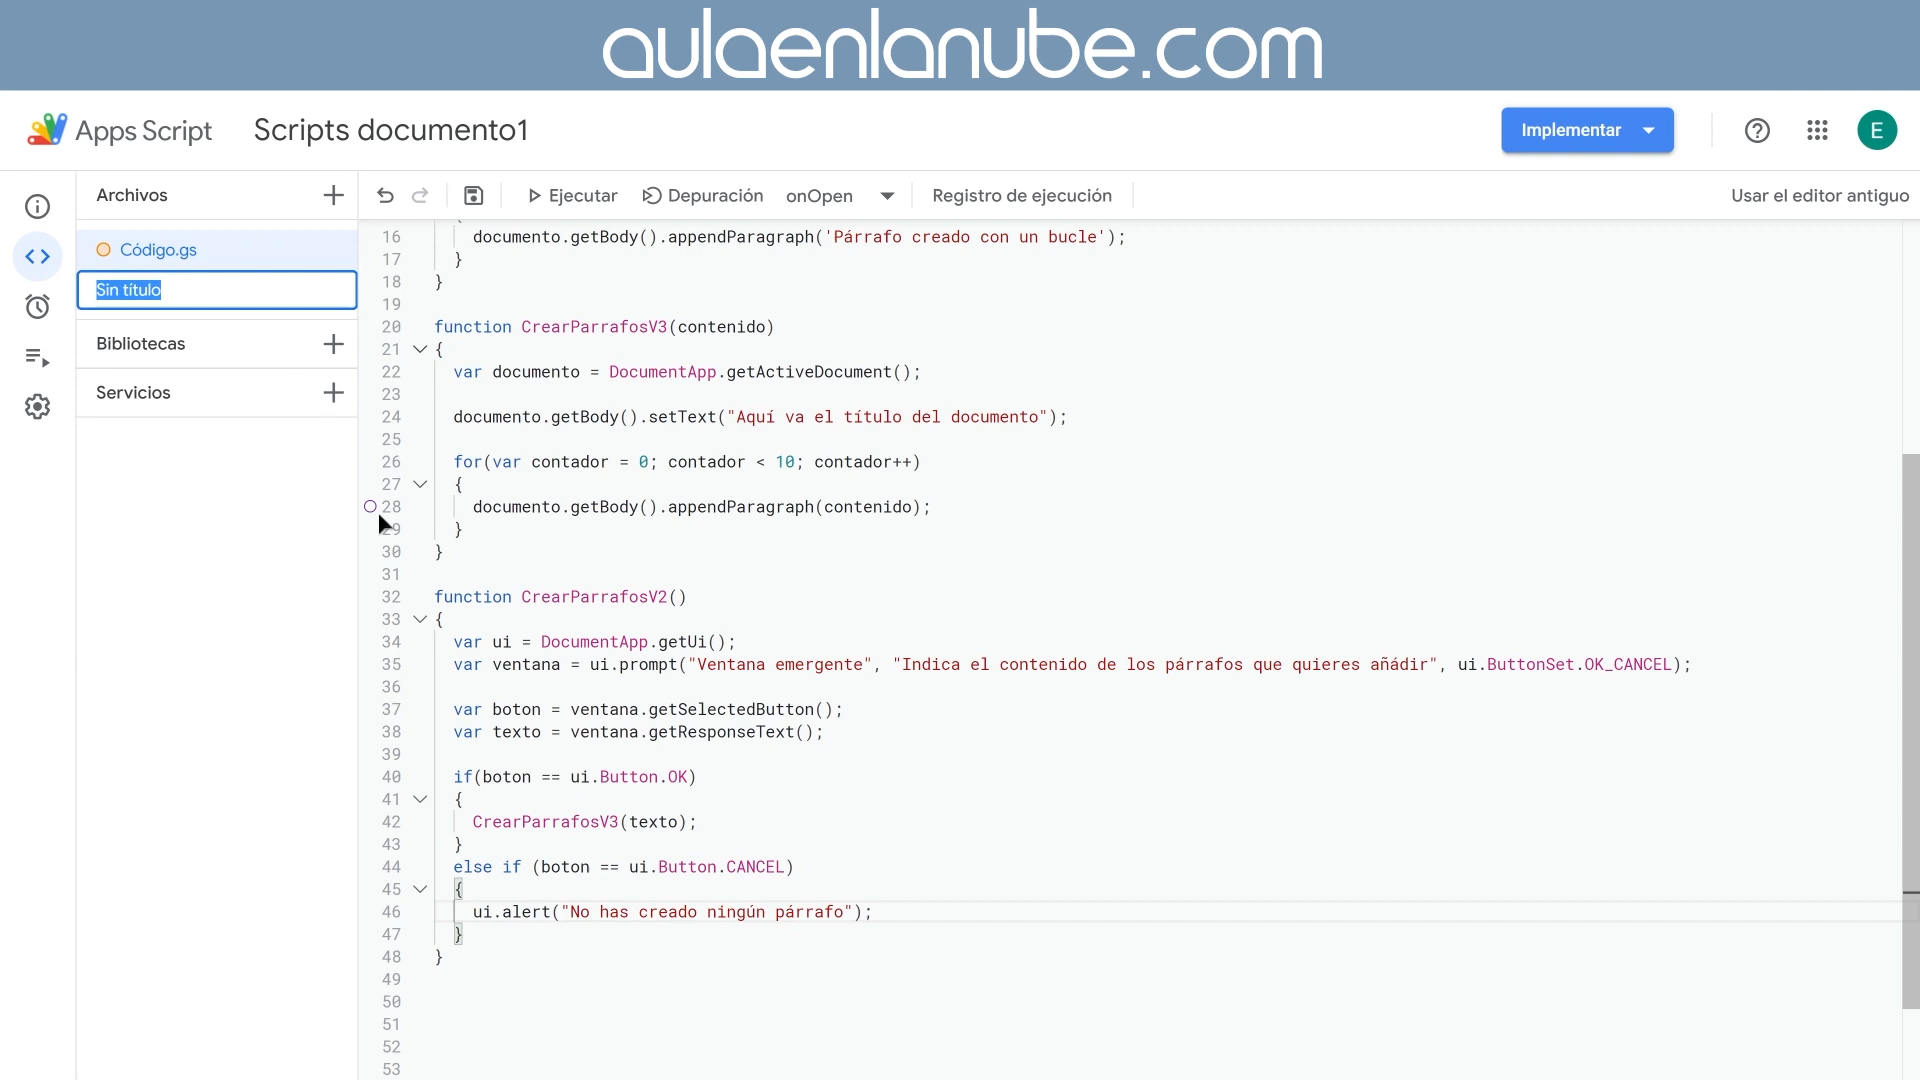 aulaenlanube.com
Apps Script
Scripts documento1
Implementar
E
Archivos
Ejecutar
Depuración
onOpen
Registro de ejecución
Usar el editor antiguo
Código.gs
Sin título
Bibliotecas
Servicios
16 documento.getBody().appendParagraph('Párrafo creado con un bucle');
17 }
18 }
19
20 function CrearParrafosV3(contenido)
21 {
22 var documento = DocumentApp.getActiveDocument();
23
24 documento.getBody().setText("Aquí va el título del documento");
25
26 for(var contador = 0; contador < 10; contador++)
27 {
28 documento.getBody().appendParagraph(contenido);
29 }
30 }
31
32 function CrearParrafosV2()
33 {
34 var ui = DocumentApp.getUi();
35 var ventana = ui.prompt("Ventana emergente", "Indica el contenido de los párrafos que quieres añádir", ui.ButtonSet.OK_CANCEL);
36
37 var boton = ventana.getSelectedButton();
38 var texto = ventana.getResponseText();
39
40 if(boton == ui.Button.OK)
41 {
42 CrearParrafosV3(texto);
43 }
44 else if (boton == ui.Button.CANCEL)
45 {
46 ui.alert("No has creado ningún párrafo");
47 }
48 }
49
50
51
52
53